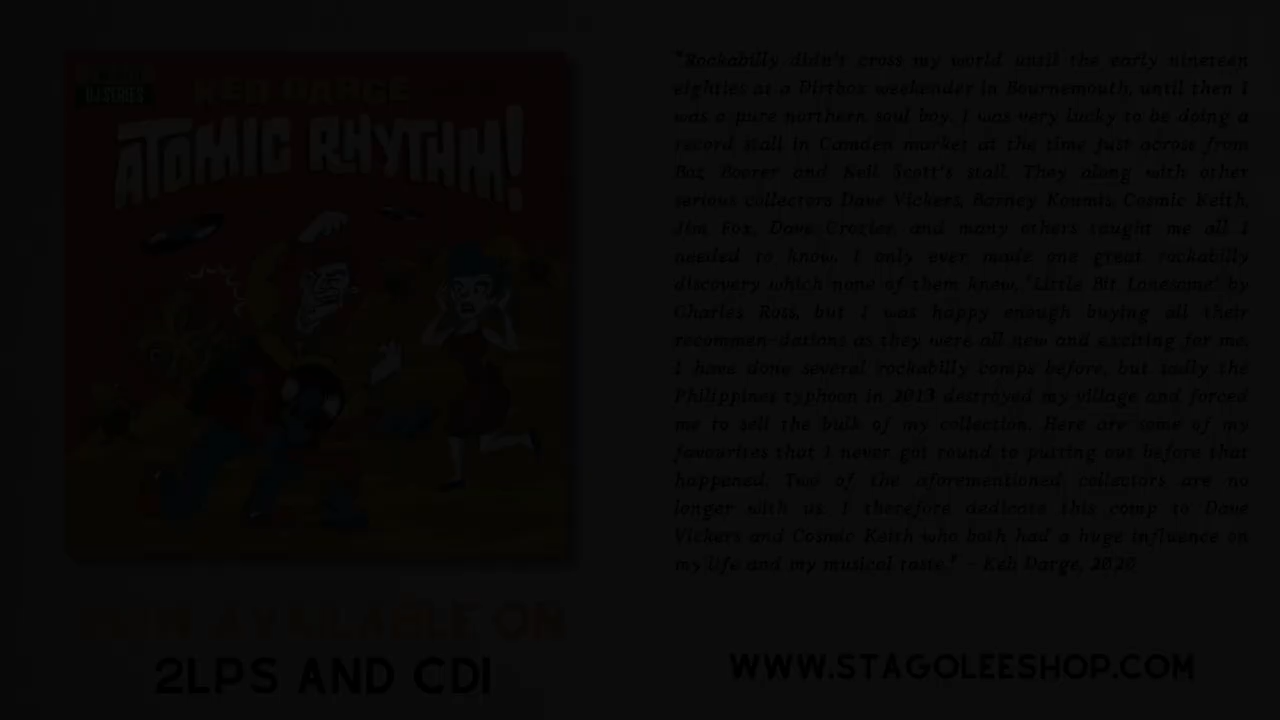 DJ SERIES
KEB DARGE
ATOMIC RHYTHM!
NOW AVAILABLE ON
2LPS AND CD!
"Rockabilly didn't cross my world until the early nineteen
eighties at a Dirtbox weekender in Bournemouth, until then I
was a pure northern soul boy. I was very lucky to be doing a
record stall in Camden market at the time just across from
Boz Boorer and Neil Scott's stall. They along with other
serious collectors Dave Vickers, Barney Koumis, Cosmic Keith,
Jim Fox, Dave Crozier, and many others taught me all I
needed to know. I only ever made one great rockabilly
discovery which none of them knew, 'Little Bit Lonesome' by
Charles Ross, but I was happy enough buying all their
recommen-dations as they were all new and exciting for me.
I have done several rockabilly comps before, but sadly the
Philippines typhoon in 2013 destroyed my village and forced
me to sell the bulk of my collection. Here are some of my
favourites that I never got round to putting out before that
happened. Two of the aforementioned collectors are no
longer with us. I therefore dedicate this comp to Dave
Vickers and Cosmic Keith who both had a huge influence on
my life and my musical taste." - Keb Darge, 2020
WWW.STAGOLEESHOP.COM